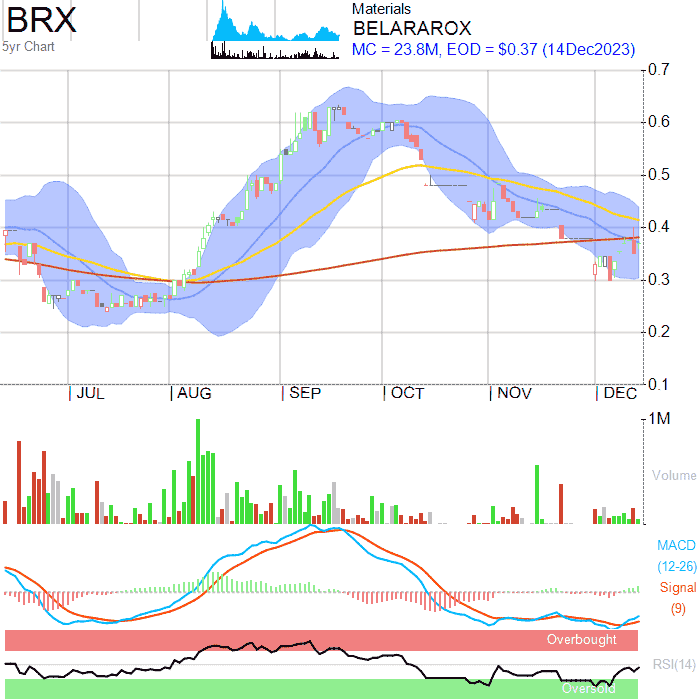 BRX
5yr Chart
Materials
BELARAROX
MC = 23.8M, EOD = $0.37 (14Dec2023)
0.7
0.6
0.5
0.4
0.3
0.2
0.1
JUL AUG SEP OCT NOV DEC
1M
Volume
MACD
(12-26)
Signal
(9)
Overbought
RSI(14)
Oversold